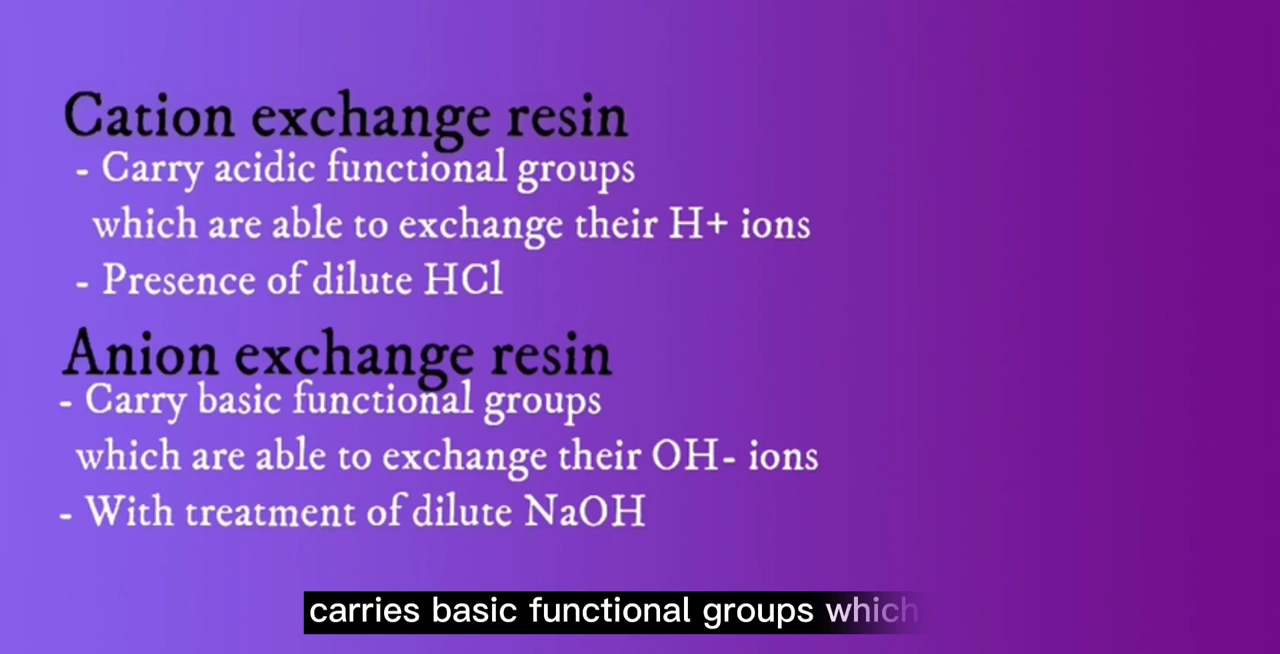 Cation exchange resin
- Carry acidic functional groups
which are able to exchange their H+ ions
- Presence of dilute HCl
Anion exchange resin
- Carry basic functional groups
which are able to exchange their OH- ions
- With treatment of dilute NaOH
carries basic functional groups which